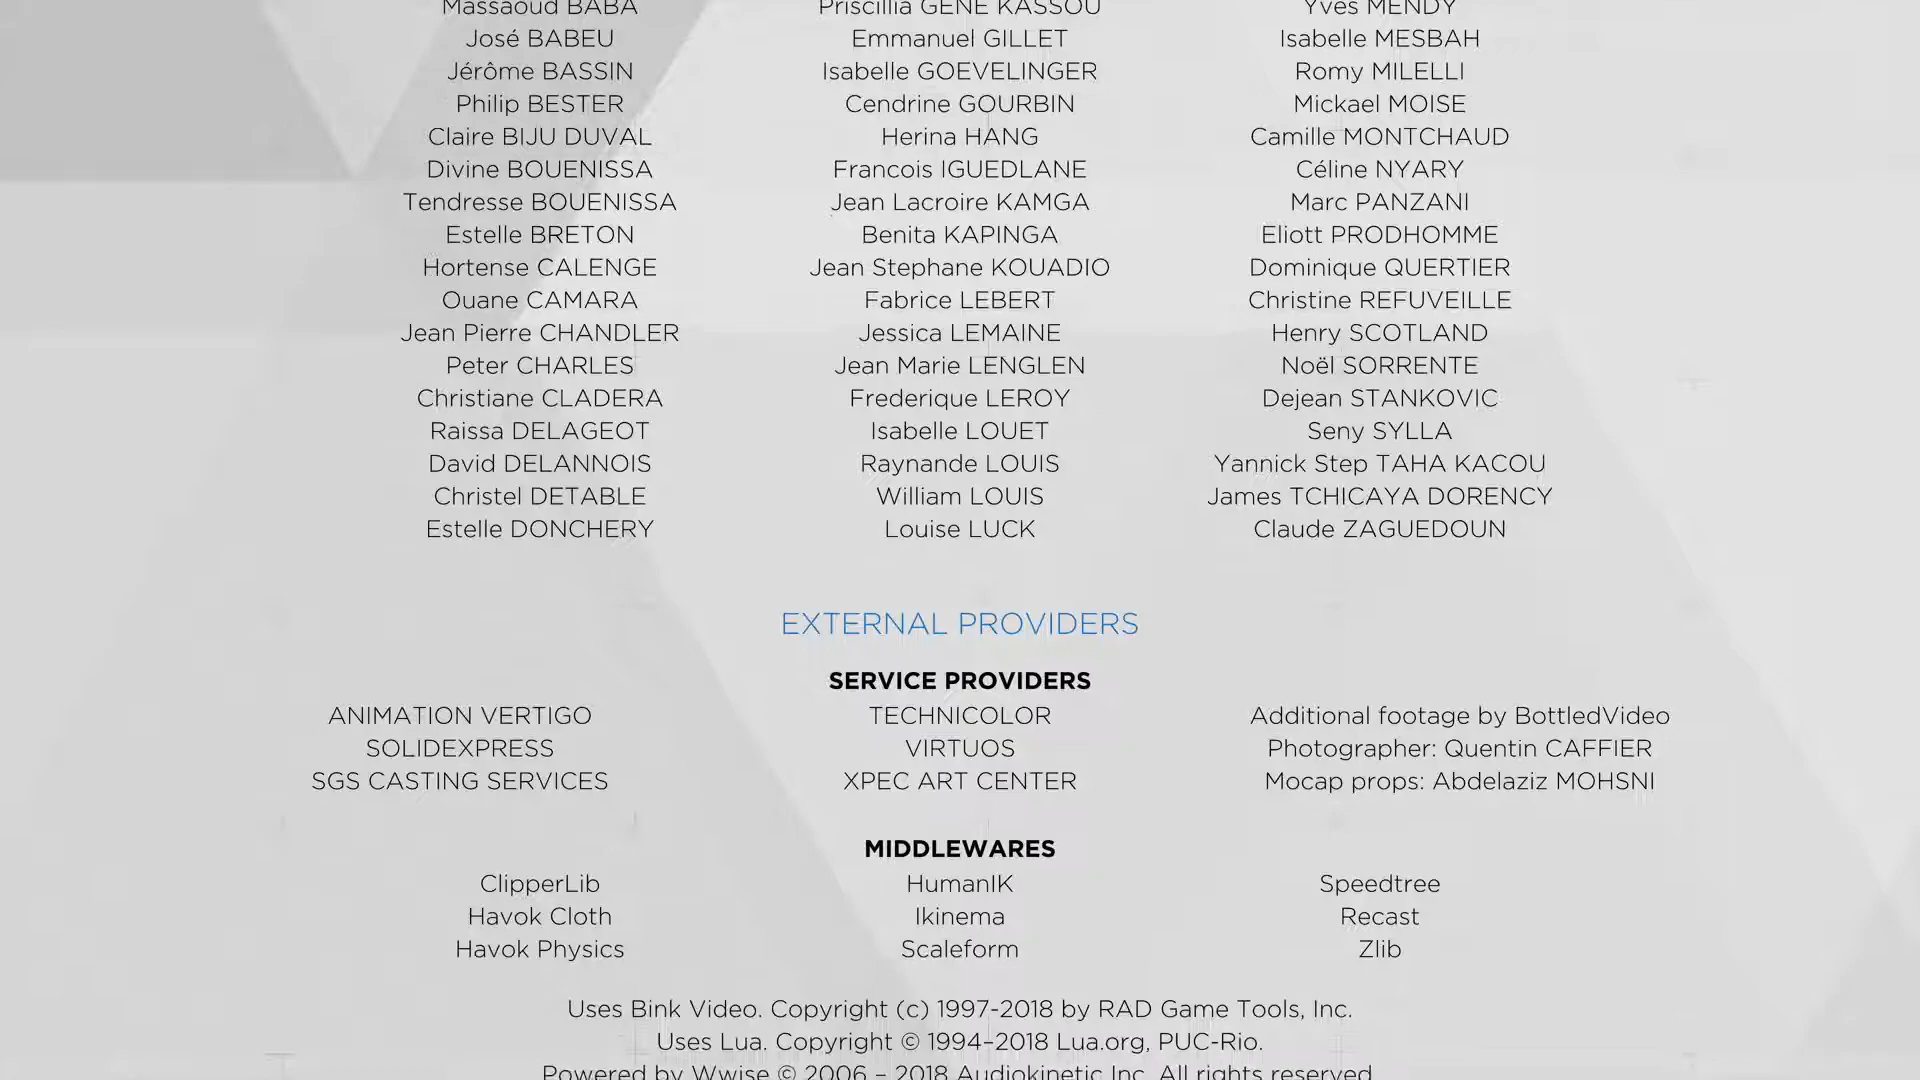 Massaoud BABA
Priscillia GENE KASSOU
Yves MENDY
José BABEU
Emmanuel GILLET
Isabelle MESBAH
Jérôme BASSIN
Isabelle GOEVELINGER
Romy MILELLI
Philip BESTER
Cendrine GOURBIN
Mickael MOISE
Claire BIJU DUVAL
Herina HANG
Camille MONTCHAUD
Divine BOUENISSA
Francois IGUEDLANE
Céline NYARY
Tendresse BOUENISSA
Jean Lacroire KAMGA
Marc PANZANI
Estelle BRETON
Benita KAPINGA
Eliott PRODHOMME
Hortense CALENGE
Jean Stephane KOUADIO
Dominique QUERTIER
Ouane CAMARA
Fabrice LEBERT
Christine REFUVEILLE
Jean Pierre CHANDLER
Jessica LEMAINE
Henry SCOTLAND
Peter CHARLES
Jean Marie LENGLEN
Noël SORRENTE
Christiane CLADERA
Frederique LEROY
Dejean STANKOVIC
Raissa DELAGEOT
Isabelle LOUET
Seny SYLLA
David DELANNOIS
Raynande LOUIS
Yannick Step TAHA KACOU
Christel DETABLE
William LOUIS
James TCHICAYA DORENCY
Estelle DONCHERY
Louise LUCK
Claude ZAGUEDOUN
EXTERNAL PROVIDERS
SERVICE PROVIDERS
ANIMATION VERTIGO
TECHNICOLOR
Additional footage by BottledVideo
SOLIDEXPRESS
VIRTUOS
Photographer: Quentin CAFFIER
SGS CASTING SERVICES
XPEC ART CENTER
Mocap props: Abdelaziz MOHSNI
MIDDLEWARES
ClipperLib
HumanIK
Speedtree
Havok Cloth
Ikinema
Recast
Havok Physics
Scaleform
Zlib
Uses Bink Video. Copyright (c) 1997-2018 by RAD Game Tools, Inc.
Uses Lua. Copyright © 1994–2018 Lua.org, PUC-Rio.
Powered by Wwise © 2006 – 2018 Audiokinetic Inc. All rights reserved.